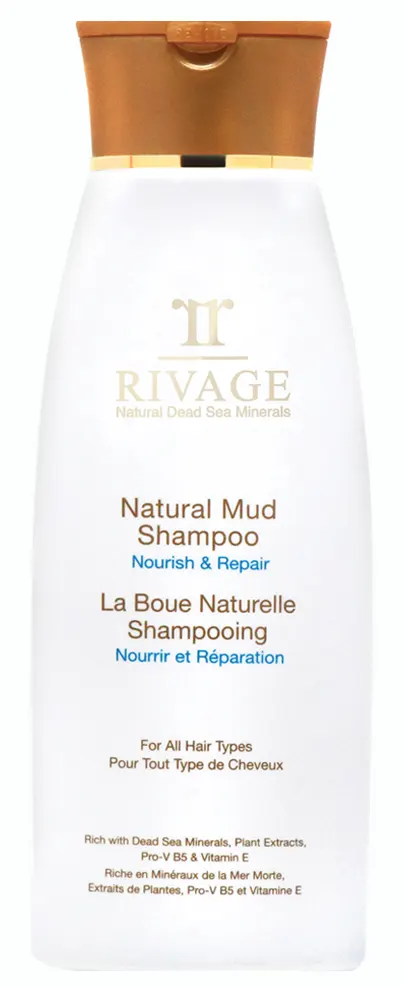 RIVAGE
Natural Dead Sea Minerals
Natural Mud
Shampoo
Nourish & Repair
La Boue Naturelle
Shampooing
Nourrir et Réparation
For All Hair Types
Pour Tout Type de Cheveux
Rich with Dead Sea Minerals, Plant Extracts,
Pro-V B5 & Vitamin E
Riche en Minéraux de la Mer Morte,
Extraits de Plantes, Pro-V B5 et Vitamine E